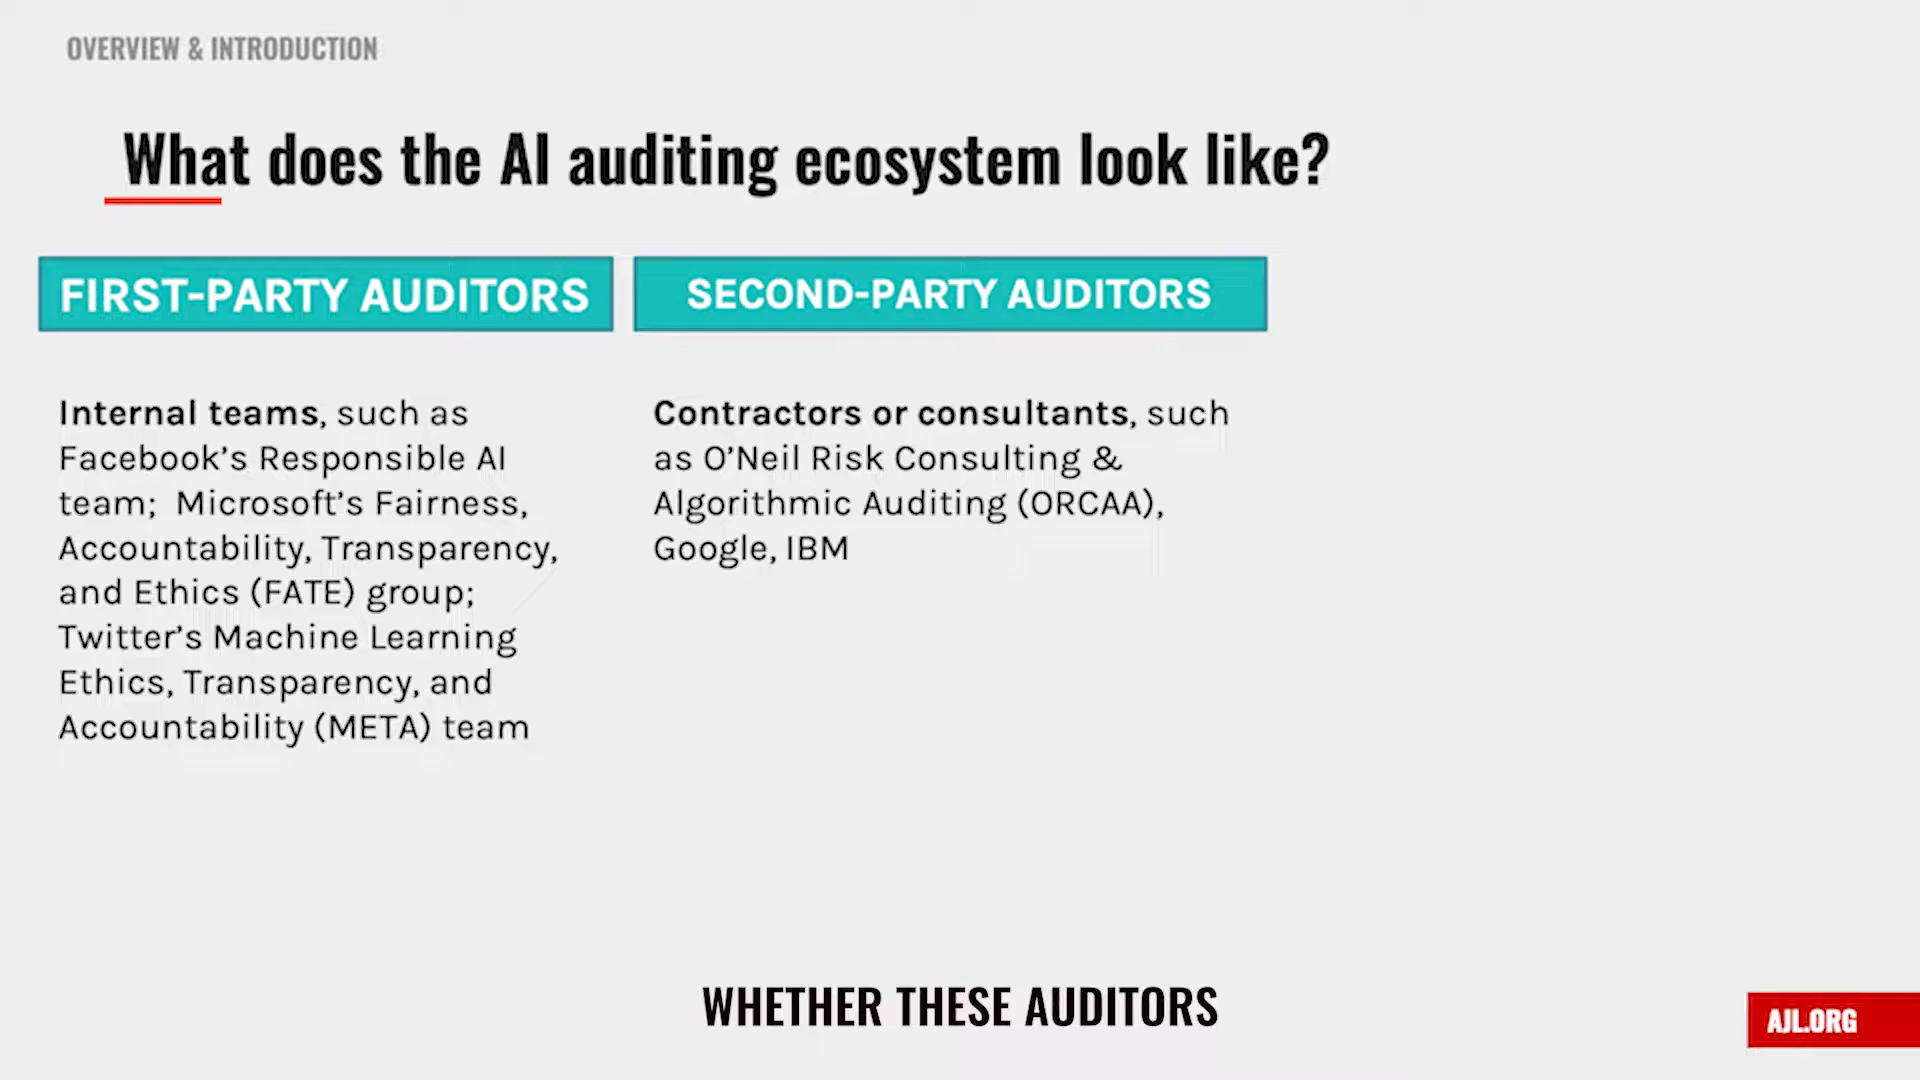 OVERVIEW & INTRODUCTION
What does the AI auditing ecosystem look like?
FIRST-PARTY AUDITORS
Internal teams, such as
Facebook’s Responsible AI
team;  Microsoft’s Fairness,
Accountability, Transparency,
and Ethics (FATE) group;
Twitter’s Machine Learning
Ethics, Transparency, and
Accountability (META) team
SECOND-PARTY AUDITORS
Contractors or consultants, such
as O’Neil Risk Consulting &
Algorithmic Auditing (ORCAA),
Google, IBM
WHETHER THESE AUDITORS
AJL.ORG